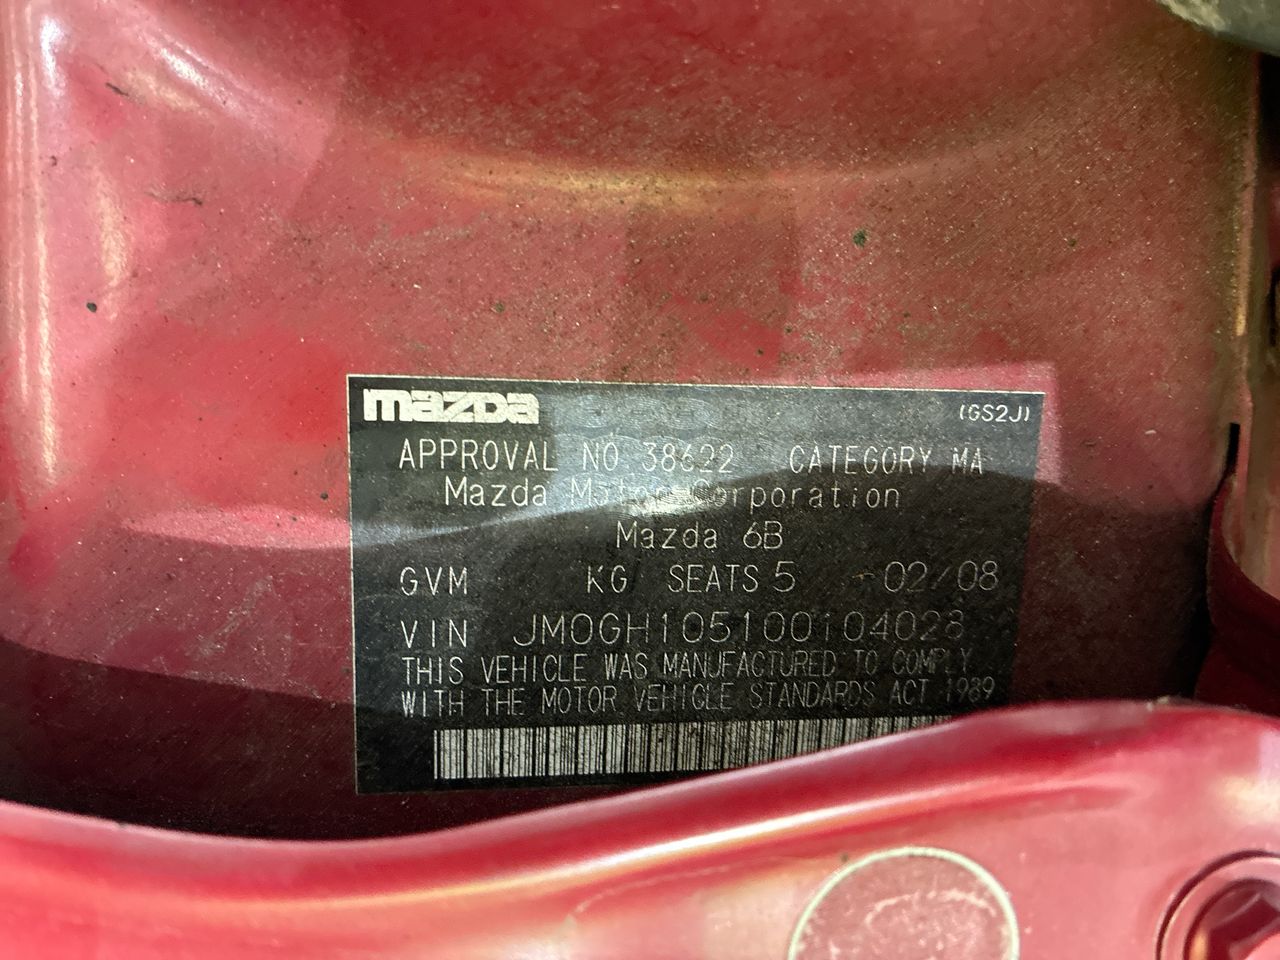 mazda (GS2J)
APPROVAL NO 38622 CATEGORY MA
Mazda Motor Corporation
Mazda 6B
GVM KG SEATS 5 02/08
VIN JM0GH105100104028
THIS VEHICLE WAS MANUFACTURED TO COMPLY
WITH THE MOTOR VEHICLE STANDARDS ACT 1989